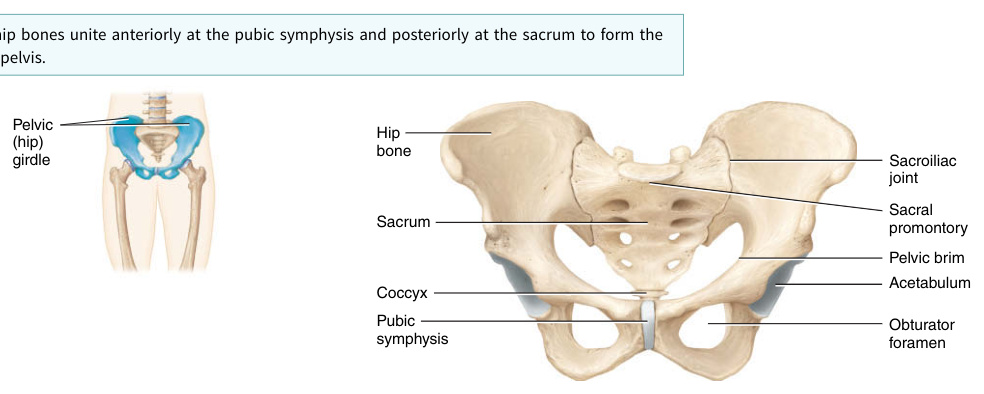 hip bones unite anteriorly at the pubic symphysis and posteriorly at the sacrum to form the
pelvis.
Pelvic
(hip)
girdle
Hip
bone
Sacrum
Coccyx
Pubic
symphysis
Sacroiliac
joint
Sacral
promontory
Pelvic brim
Acetabulum
Obturator
foramen